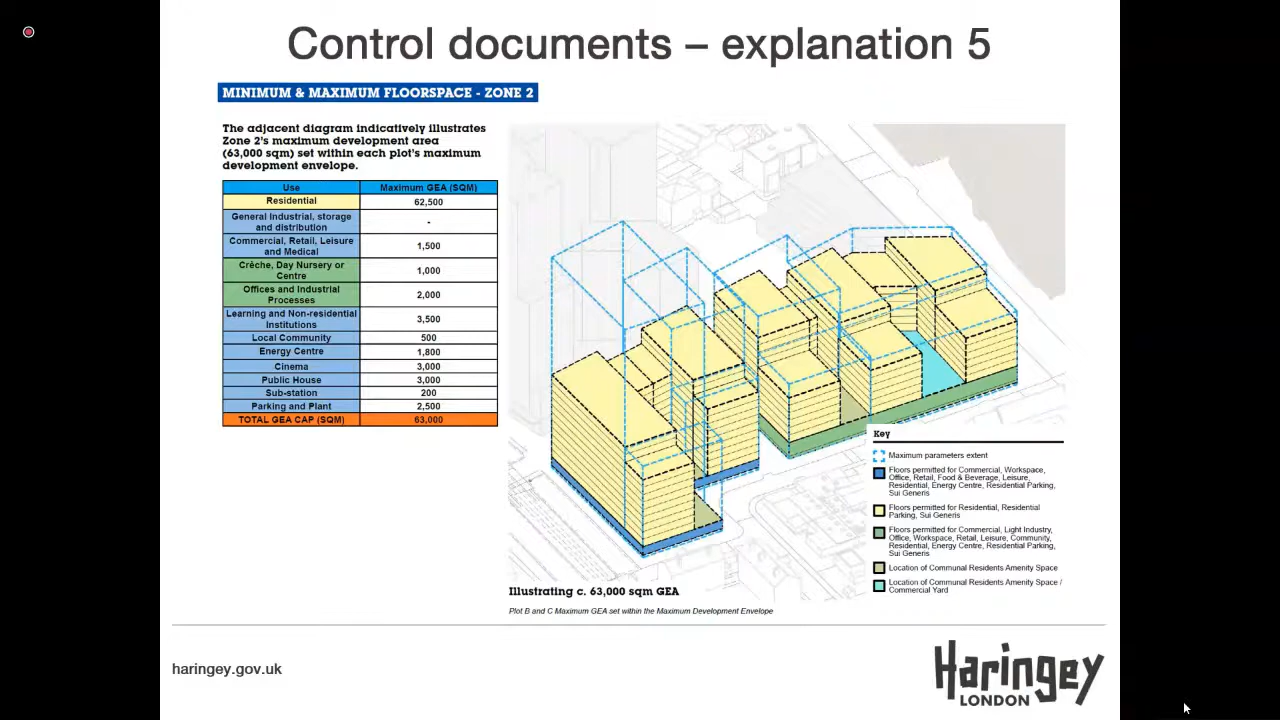 Control documents – explanation 5
MINIMUM & MAXIMUM FLOORSPACE - ZONE 2
The adjacent diagram indicatively illustrates
Zone 2's maximum development area
(63,000 sqm) set within each plot's maximum
development envelope.
Use Maximum GEA (SQM)
Residential 62,500
General Industrial, storage
and distribution -
Commercial, Retail, Leisure
and Medical 1,500
Crèche, Day Nursery or
Centre 1,000
Offices and Industrial
Processes 2,000
Learning and Non-residential
Institutions 3,500
Local Community 500
Energy Centre 1,800
Cinema 3,000
Public House 3,000
Sub-station 200
Parking and Plant 2,500
TOTAL GEA CAP (SQM) 63,000
Key
Maximum parameters extent
Floors permitted for Commercial, Workspace,
Office, Retail, Food & Beverage, Leisure,
Residential, Energy Centre, Residential Parking,
Sui Generis
Floors permitted for Residential, Residential
Parking, Sui Generis
Floors permitted for Commercial, Light Industry,
Office, Workspace, Retail, Leisure, Community,
Residential, Energy Centre, Residential Parking,
Sui Generis
Location of Communal Residents Amenity Space
Location of Communal Residents Amenity Space /
Commercial Yard
Illustrating c. 63,000 sqm GEA
Plot B and C Maximum GEA set within the Maximum Development Envelope
haringey.gov.uk
Haringey
LONDON